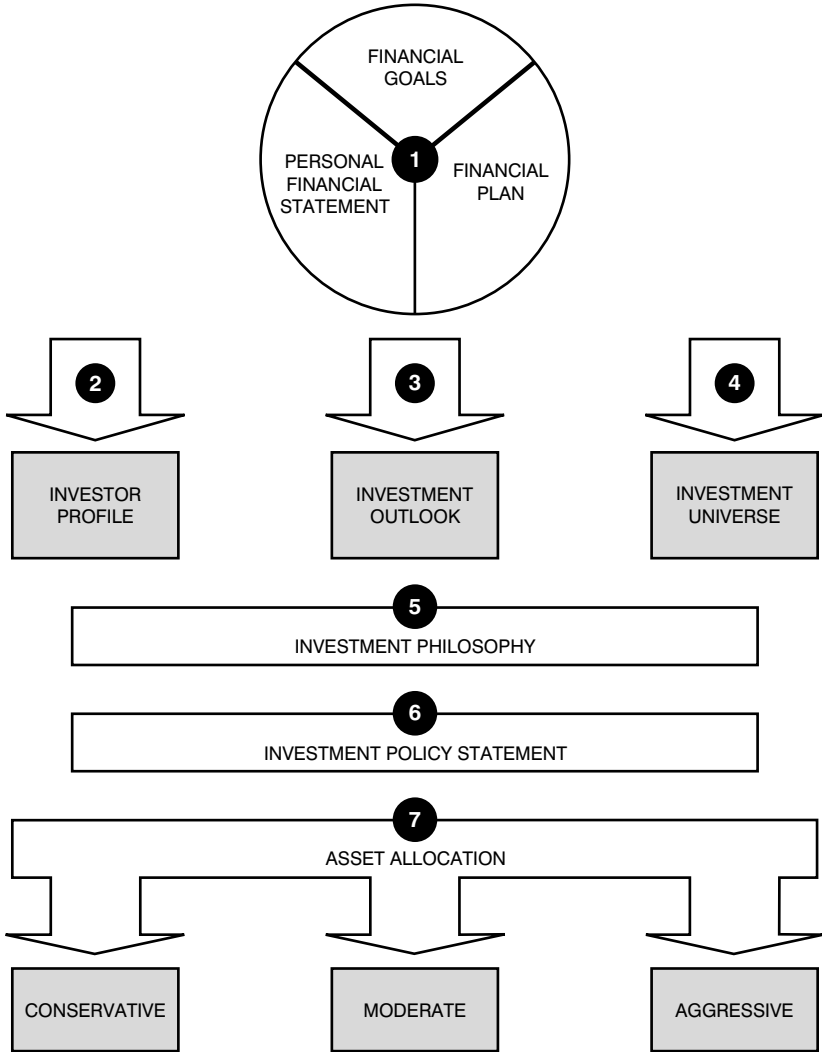 FINANCIAL
GOALS
1
PERSONAL
FINANCIAL
STATEMENT
FINANCIAL
PLAN
2
3
4
INVESTOR
PROFILE
INVESTMENT
OUTLOOK
INVESTMENT
UNIVERSE
5
INVESTMENT PHILOSOPHY
6
INVESTMENT POLICY STATEMENT
7
ASSET ALLOCATION
CONSERVATIVE
MODERATE
AGGRESSIVE